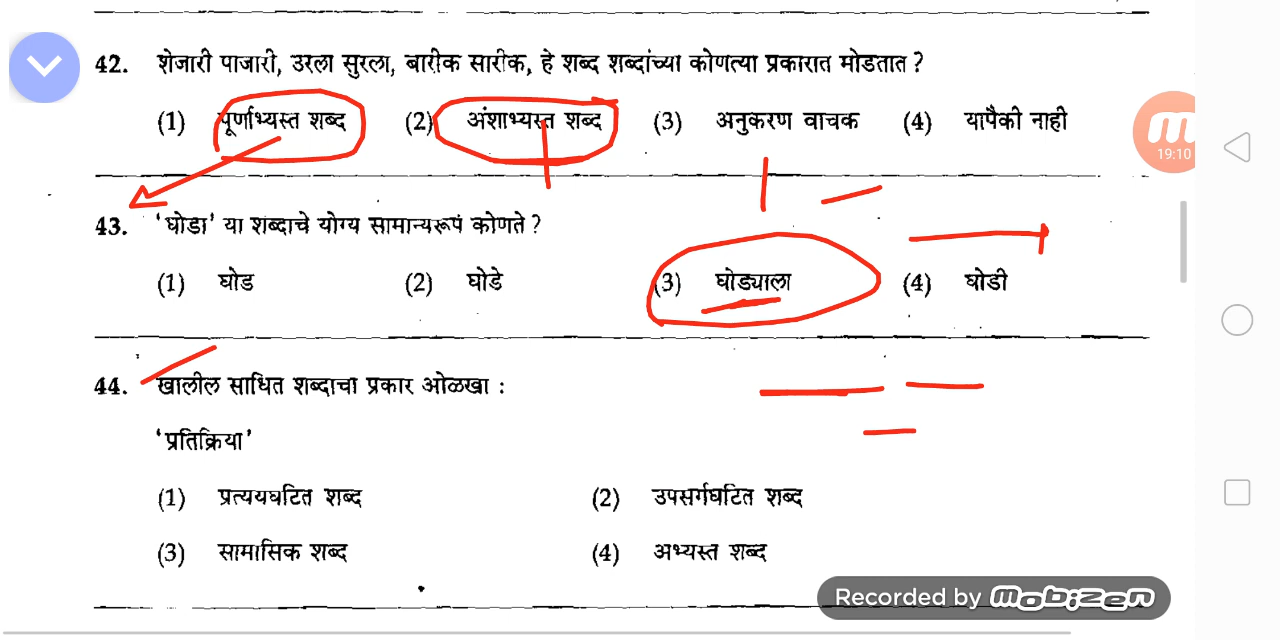 42. शेजारी पाजारी, उरला सुरला, बारीक सारीक, हे शब्द शब्दांच्या कोणत्या प्रकारात मोडतात ?
(1) पूर्णाभ्यस्त शब्द (2) अंशाभ्यस्त शब्द (3) अनुकरण वाचक (4) यापैकी नाही
19:10
43. 'घोडा' या शब्दाचे योग्य सामान्यरूपं कोणते ?
(1) घोड (2) घोडे (3) घोड्याला (4) घोडी
44. खालील साधित शब्दाचा प्रकार ओळखा :
'प्रतिक्रिया'
(1) प्रत्ययघटित शब्द (2) उपसर्गघटित शब्द
(3) सामासिक शब्द (4) अभ्यस्त शब्द
Recorded by mobizen